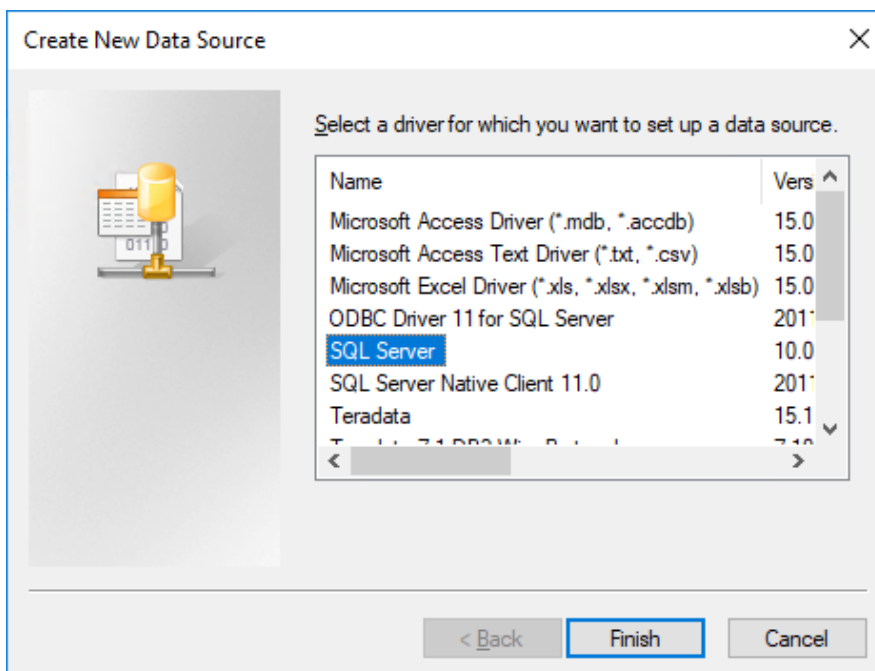 Create New Data Source
Select a driver for which you want to set up a data source.
Name Vers
Microsoft Access Driver (*.mdb, *.accdb) 15.0
Microsoft Access Text Driver (*.txt, *.csv) 15.0
Microsoft Excel Driver (*.xls, *.xlsx, *.xlsm, *.xlsb) 15.0
ODBC Driver 11 for SQL Server 2011
SQL Server 10.0
SQL Server Native Client 11.0 2011
Teradata 15.1
< Back Finish Cancel